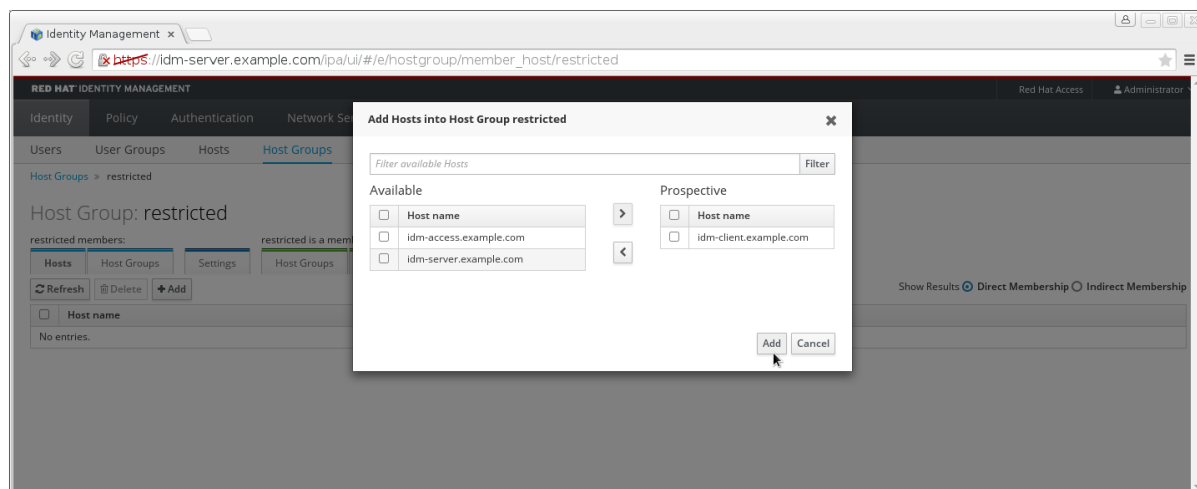 Identity Management
https://idm-server.example.com/ipa/ui/#/e/hostgroup/member_host/restricted
RED HAT IDENTITY MANAGEMENT Red Hat Access Administrator
Identity Policy Authentication Network Se
Users User Groups Hosts Host Groups
Host Groups » restricted
Host Group: restricted
restricted members: restricted is a mem
Hosts Host Groups Settings Host Groups
Refresh Delete Add
Show Results Direct Membership Indirect Membership
Host name
No entries.
Add Hosts into Host Group restricted
Filter available Hosts Filter
Available Prospective
Host name Host name
idm-access.example.com idm-client.example.com
idm-server.example.com
Add Cancel